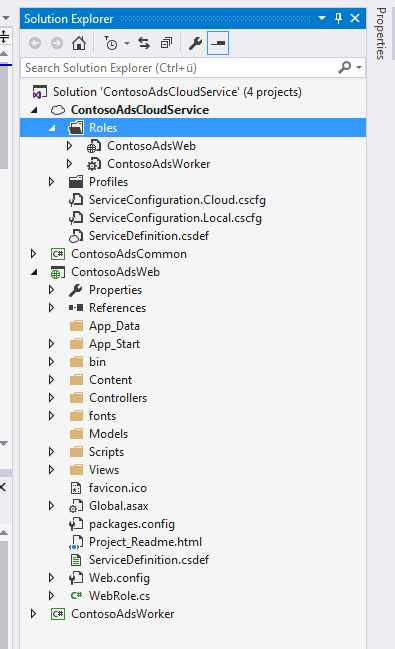 Solution Explorer
Properties
Search Solution Explorer (Ctrl+ü)
Solution 'ContosoAdsCloudService' (4 projects)
ContosoAdsCloudService
Roles
ContosoAdsWeb
ContosoAdsWorker
Profiles
ServiceConfiguration.Cloud.cscfg
ServiceConfiguration.Local.cscfg
ServiceDefinition.csdef
C# ContosoAdsCommon
ContosoAdsWeb
Properties
References
App_Data
App_Start
bin
Content
Controllers
fonts
Models
Scripts
Views
favicon.ico
Global.asax
packages.config
Project_Readme.html
ServiceDefinition.csdef
Web.config
C# WebRole.cs
C# ContosoAdsWorker